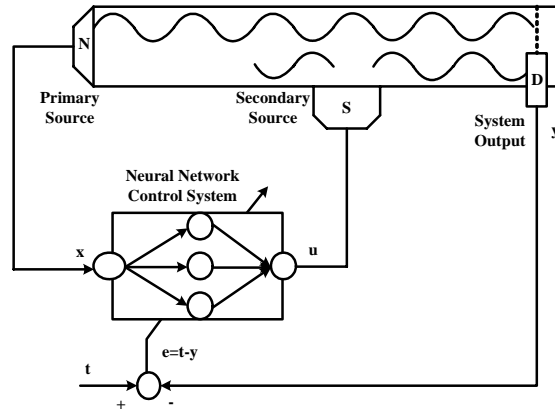 N
Primary
Source
Secondary
Source
S
D
System
Output
y
Neural Network
Control System
x
u
e=t-y
t
+
-